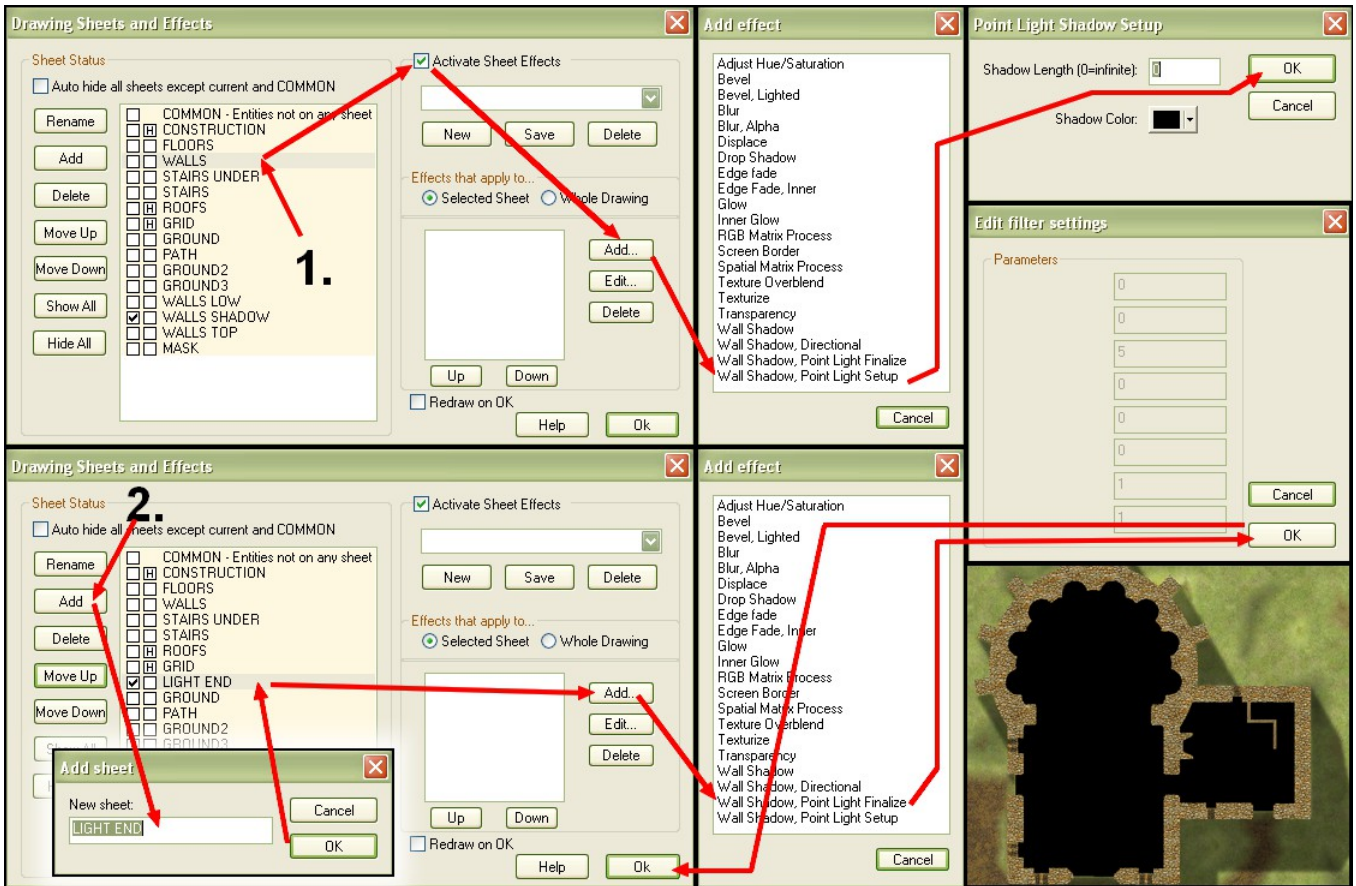 Drawing Sheets and Effects
Sheet Status
Auto hide all sheets except current and COMMON
Rename
Add
Delete
Move Up
Move Down
Show All
Hide All
COMMON - Entities not on any sheet
H CONSTRUCTION
FLOORS
WALLS
STAIRS UNDER
STAIRS
H ROOFS
H GRID
GROUND
PATH
GROUND2
GROUND3
WALLS LOW
WALLS SHADOW
WALLS TOP
MASK
1.
Activate Sheet Effects
New Save Delete
Effects that apply to...
Selected Sheet Whole Drawing
Add...
Edit...
Delete
Up Down
Redraw on OK
Help Ok
Add effect
Adjust Hue/Saturation
Bevel
Bevel, Lighted
Blur
Blur, Alpha
Displace
Drop Shadow
Edge fade
Edge Fade, Inner
Glow
Inner Glow
RGB Matrix Process
Screen Border
Spatial Matrix Process
Texture Overblend
Texturize
Transparency
Wall Shadow
Wall Shadow, Directional
Wall Shadow, Point Light Finalize
Wall Shadow, Point Light Setup
Cancel
Point Light Shadow Setup
Shadow Length (0=infinite): 0
Shadow Color:
OK
Cancel
Edit filter settings
Parameters
0
0
5
0
0
0
1
1
Cancel
OK
Drawing Sheets and Effects
Sheet Status
2.
Auto hide all sheets except current and COMMON
Rename
Add
Delete
Move Up
Move Down
Show All
H
COMMON - Entities not on any sheet
H CONSTRUCTION
FLOORS
WALLS
STAIRS UNDER
STAIRS
H ROOFS
H GRID
LIGHT END
GROUND
PATH
GROUND2
GROUND3
Add sheet
New sheet:
LIGHT END
Cancel
OK
Activate Sheet Effects
New Save Delete
Effects that apply to...
Selected Sheet Whole Drawing
Add...
Edit...
Delete
Up Down
Redraw on OK
Help Ok
Add effect
Adjust Hue/Saturation
Bevel
Bevel, Lighted
Blur
Blur, Alpha
Displace
Drop Shadow
Edge fade
Edge Fade, Inner
Glow
Inner Glow
RGB Matrix Process
Screen Border
Spatial Matrix Process
Texture Overblend
Texturize
Transparency
Wall Shadow
Wall Shadow, Directional
Wall Shadow, Point Light Finalize
Wall Shadow, Point Light Setup
Cancel